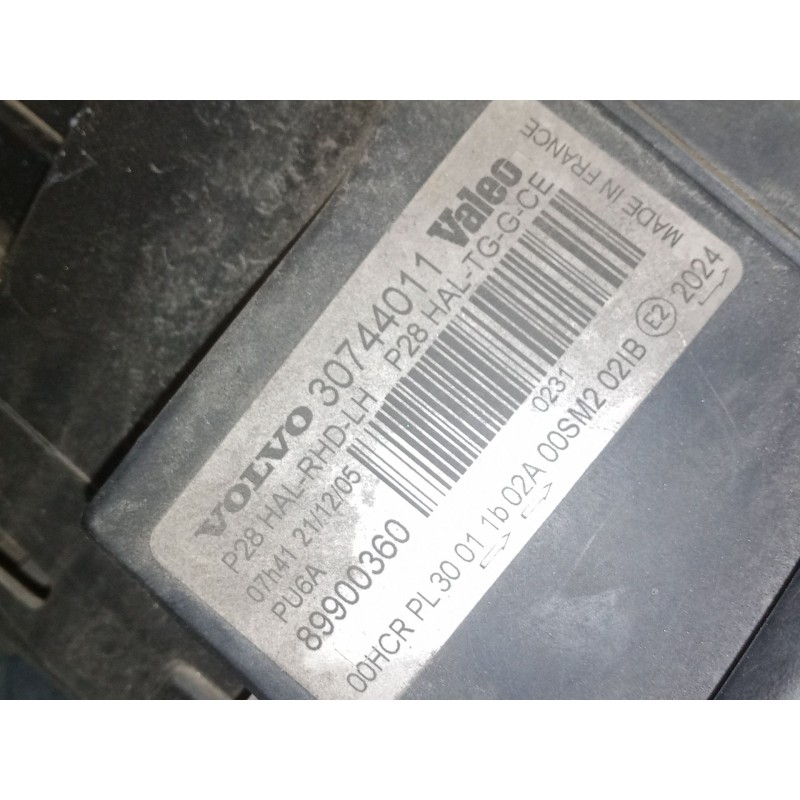 VOLVO 30744011 Valeo
P28 HAL-RHD-LH P28 HAL-TG-G-CE
07h41 21/12/05
PU6A
89900360
0231
00HCR PL 30 01 1b 02A 00SM2 02IB E2 2024
MADE IN FRANCE